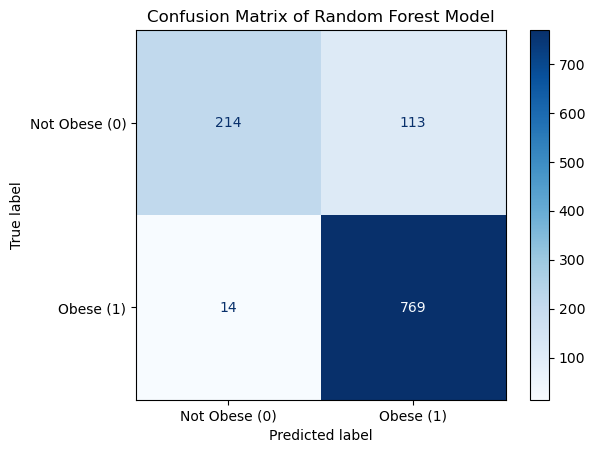 Confusion Matrix of Random Forest Model
True label
Not Obese (0)
214
113
Obese (1)
14
769
Not Obese (0)
Obese (1)
Predicted label
700
600
500
400
300
200
100